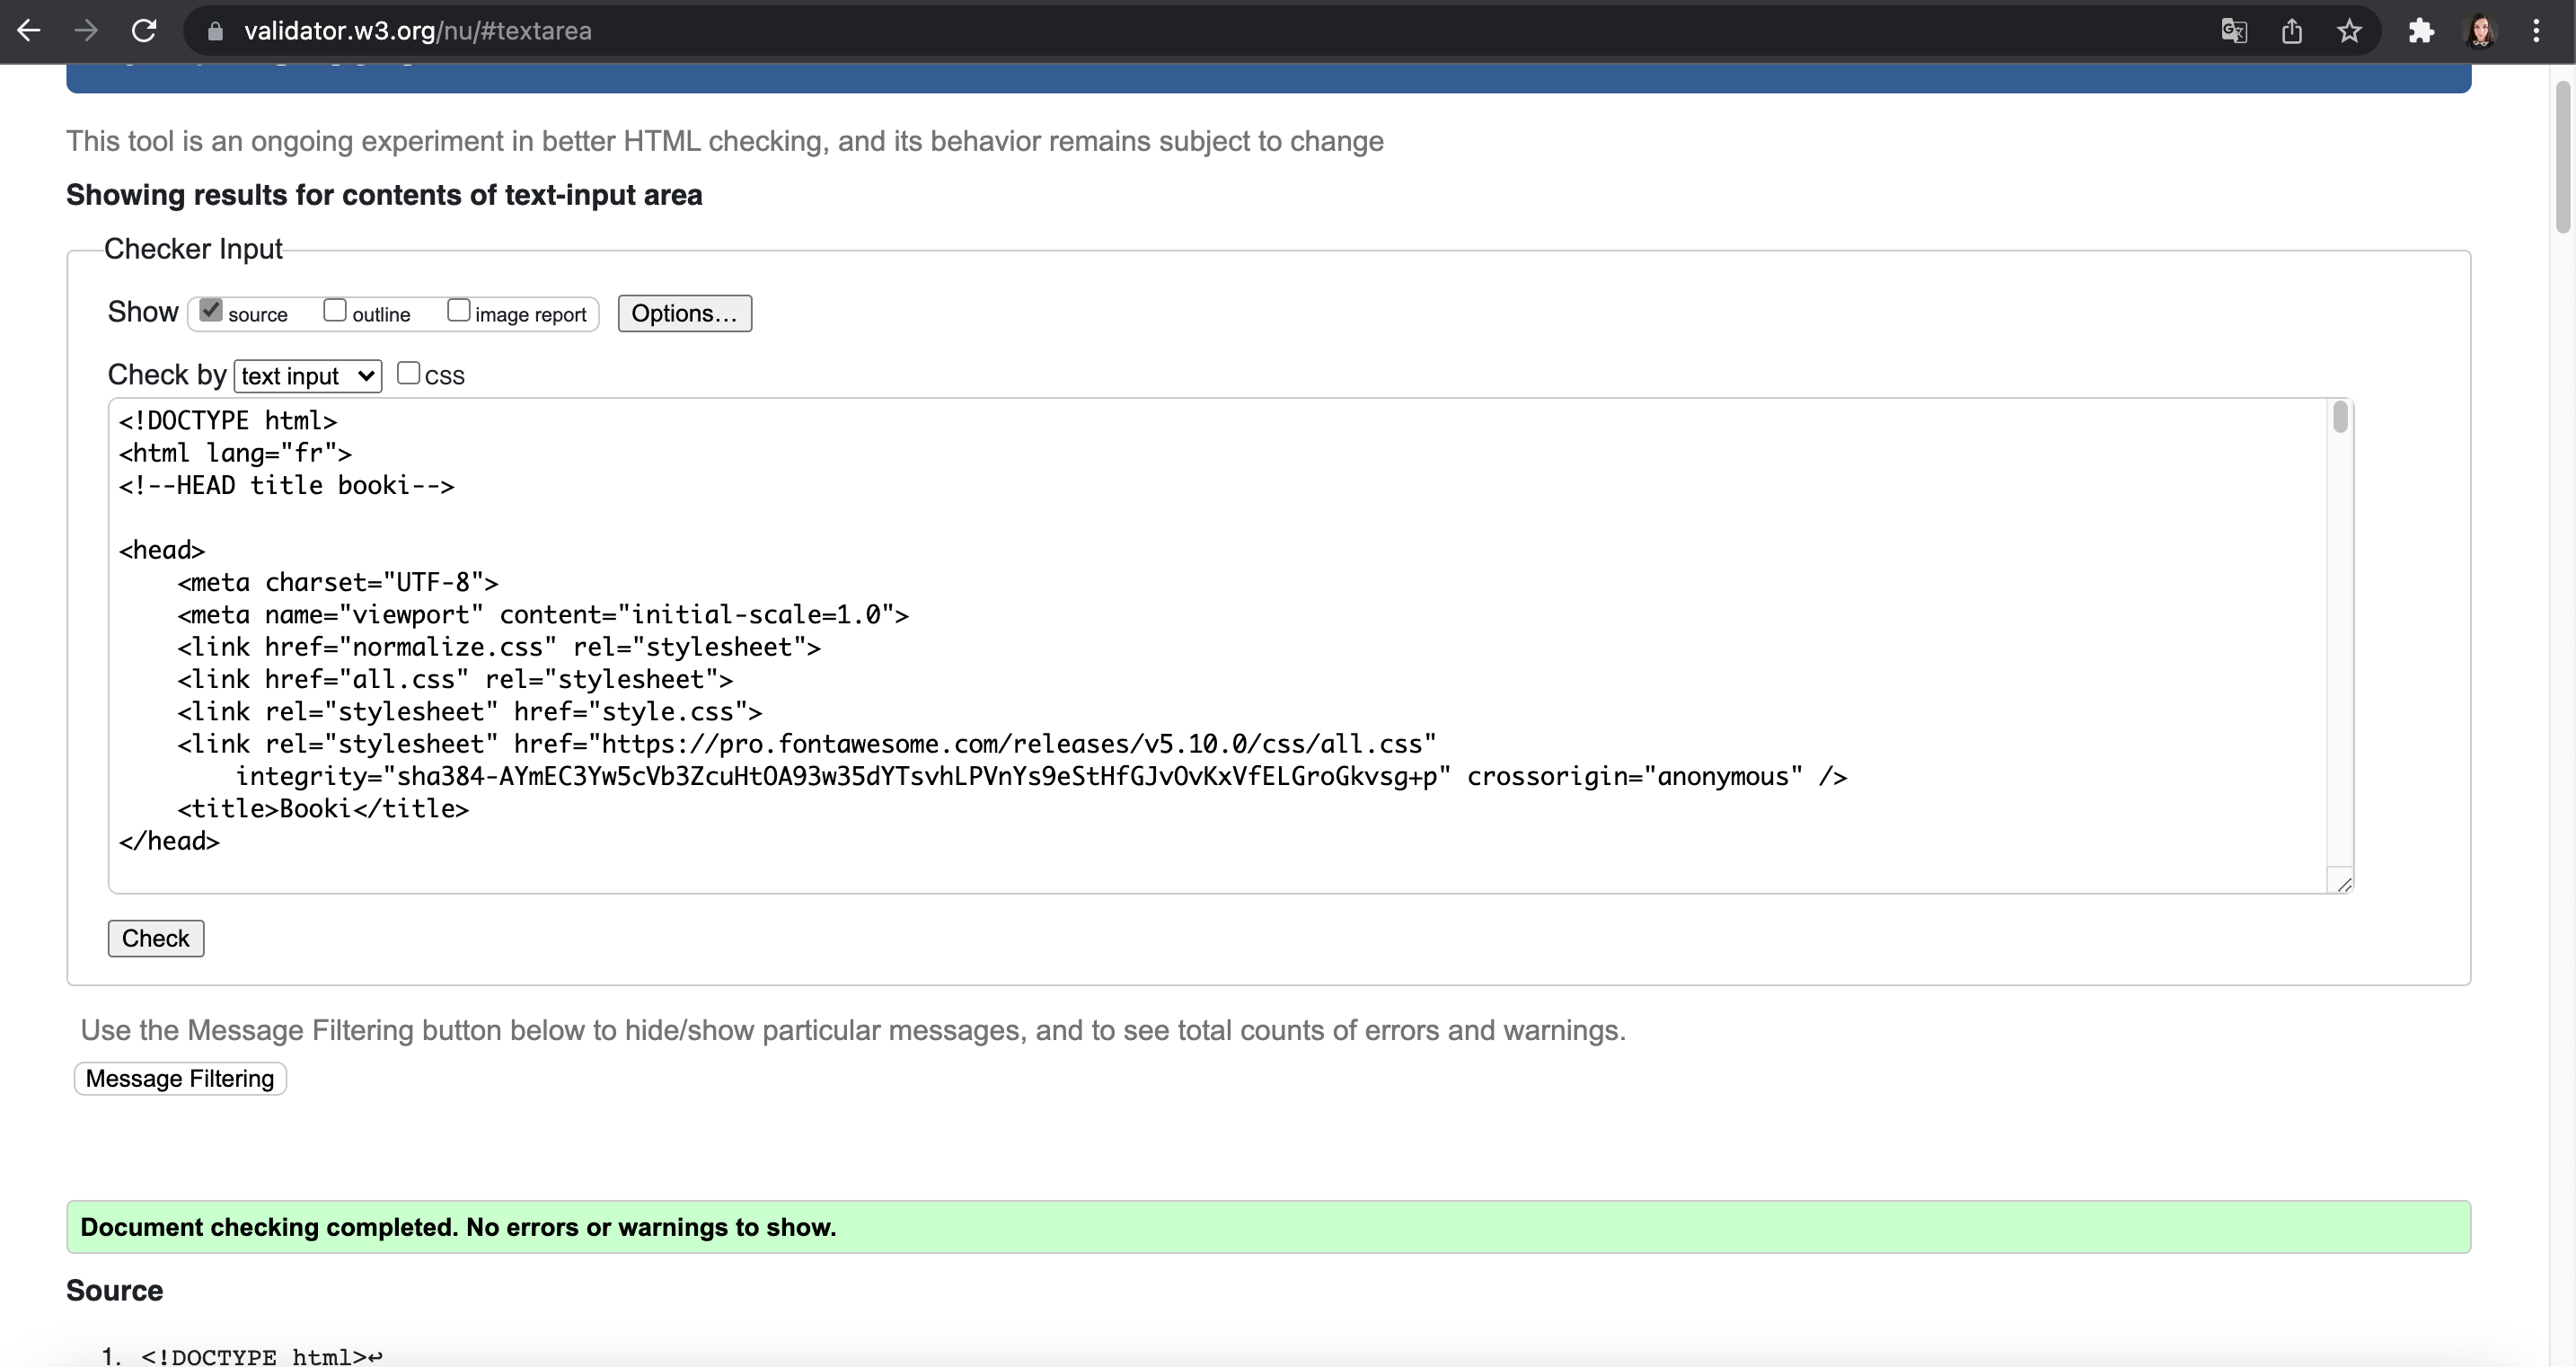 validator.w3.org/nu/#textarea
This tool is an ongoing experiment in better HTML checking, and its behavior remains subject to change
Showing results for contents of text-input area
Checker Input
Show source outline image report Options...
Check by text input CSS
<!DOCTYPE html>
<html lang="fr">
<!--HEAD title booki-->
<head>
<meta charset="UTF-8">
<meta name="viewport" content="initial-scale=1.0">
<link href="normalize.css" rel="stylesheet">
<link href="all.css" rel="stylesheet">
<link rel="stylesheet" href="style.css">
<link rel="stylesheet" href="https://pro.fontawesome.com/releases/v5.10.0/css/all.css"
integrity="sha384-AYmEC3Yw5cVb3ZcuHtOA93w35dYTsvhLPVnYs9eStHfGJvOvKxVfELGroGkvsg+p" crossorigin="anonymous" />
<title>Booki</title>
</head>
Check
Use the Message Filtering button below to hide/show particular messages, and to see total counts of errors and warnings.
Message Filtering
Document checking completed. No errors or warnings to show.
Source
1. <!DOCTYPE html>↩